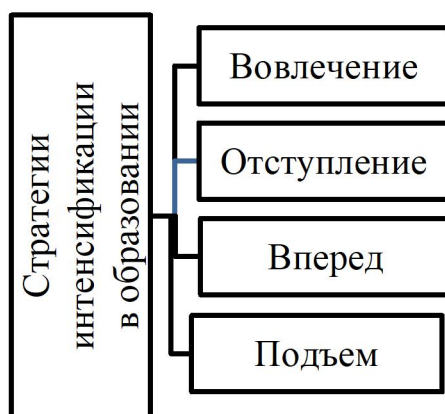 Стратегии
интенсификации
в образовании
Вовлечение
Отступление
Вперед
Подъем